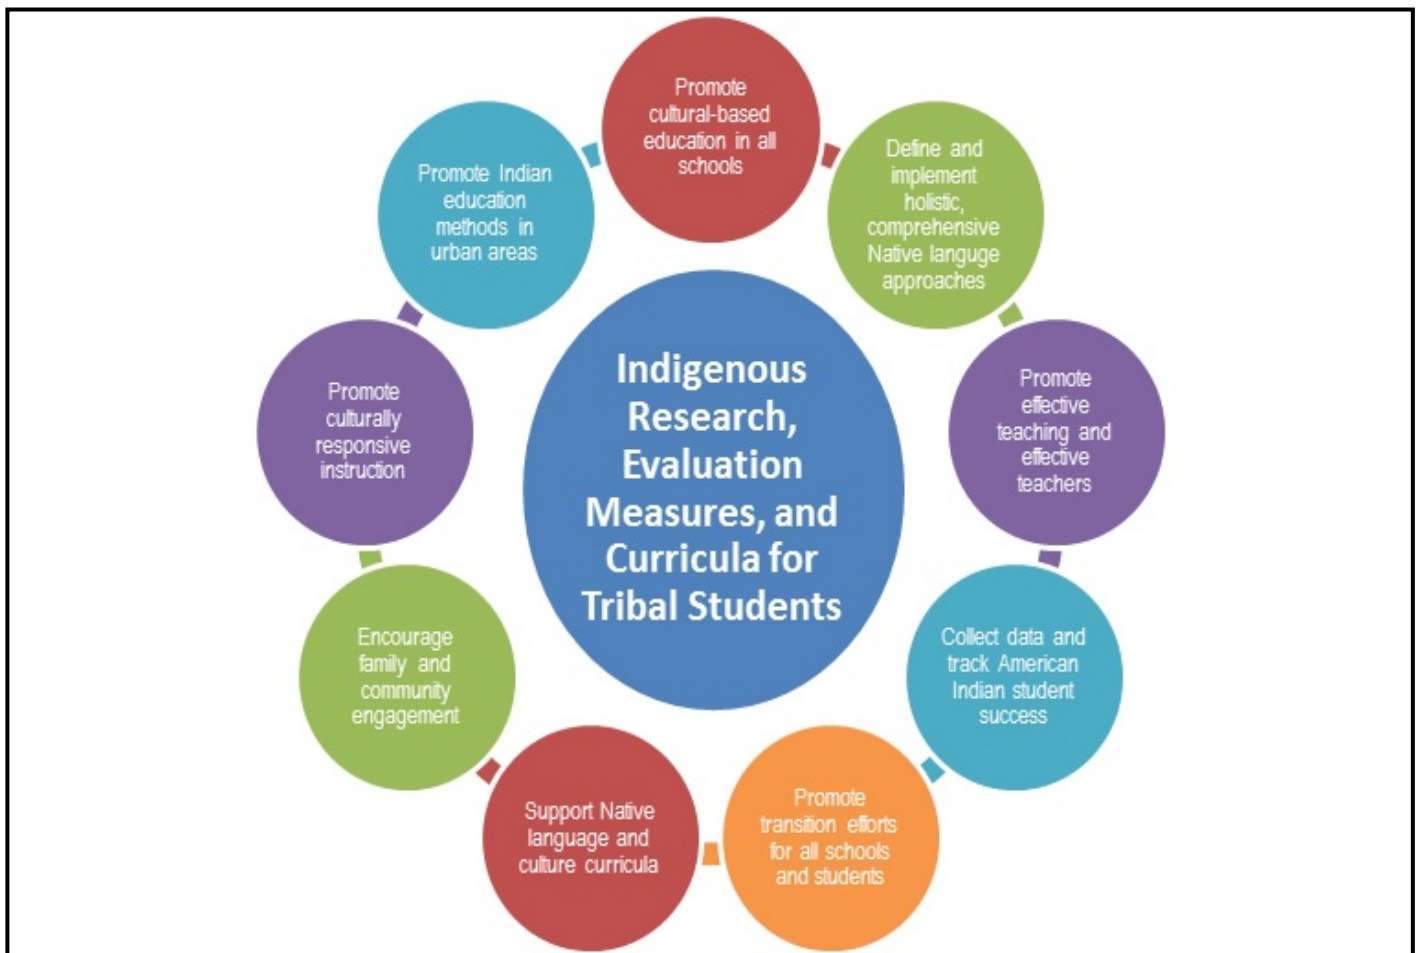 Promote
cultural-based
education in all
schools
Define and
implement
holistic,
comprehensive
Native languge
approaches
Promote
effective
teaching and
effective
teachers
Collect data and
track American
Indian student
success
Promote
transition efforts
for all schools
and students
Support Native
language and
culture curricula
Encourage
family and
community
engagement
Promote
culturally
responsive
instruction
Promote Indian
education
methods in
urban areas
Indigenous
Research,
Evaluation
Measures, and
Curricula for
Tribal Students